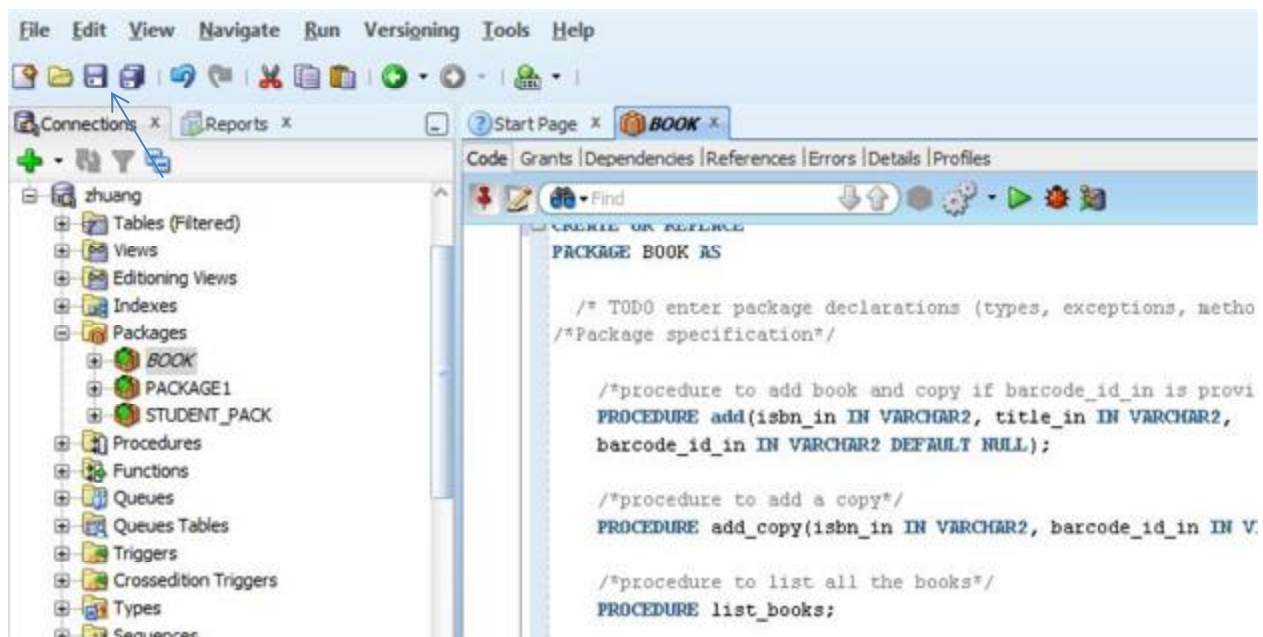 File Edit View Navigate Run Versioning Tools Help
Connections x Reports x
Start Page x BOOK x
Code Grants |Dependencies |References |Errors |Details |Profiles
Find
zhuang
Tables (Filtered)
Views
Editioning Views
Indexes
Packages
BOOK
PACKAGE1
STUDENT_PACK
Procedures
Functions
Queues
Queues Tables
Triggers
Crossedition Triggers
Types
Sequences
CREATE OR REPLACE
PACKAGE BOOK AS
/* TODO enter package declarations (types, exceptions, metho
/*Package specification*/
/*procedure to add book and copy if barcode_id_in is provi
PROCEDURE add(isbn_in IN VARCHAR2, title_in IN VARCHAR2,
barcode_id_in IN VARCHAR2 DEFAULT NULL);
/*procedure to add a copy*/
PROCEDURE add_copy(isbn_in IN VARCHAR2, barcode_id_in IN V
/*procedure to list all the books*/
PROCEDURE list_books;